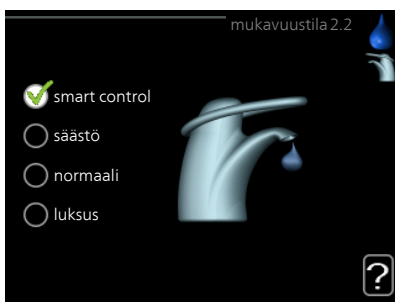 mukavuustila 2.2
smart control
säästö
normaali
luksus
?